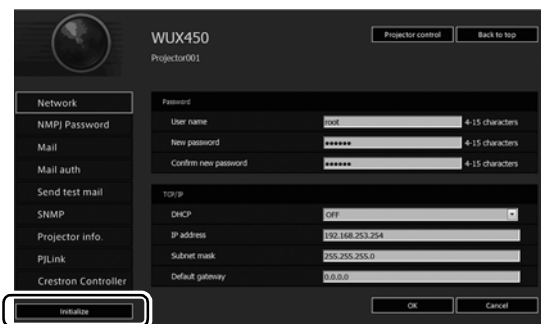 WUX450
Projector control
Back to top
Projector001
Network
NMPJ Password
Mail
Mail auth
Send test mail
SNMP
Projector info.
PJLink
Crestron Controller
Initialize
Password
User name root 4-15 characters
New password ●●●●●● 4-15 characters
Confirm new password ●●●●●● 4-15 characters
TCP/IP
DHCP OFF
IP address 192.168.253.254
Subnet mask 255.255.255.0
Default gateway 0.0.0.0
OK Cancel